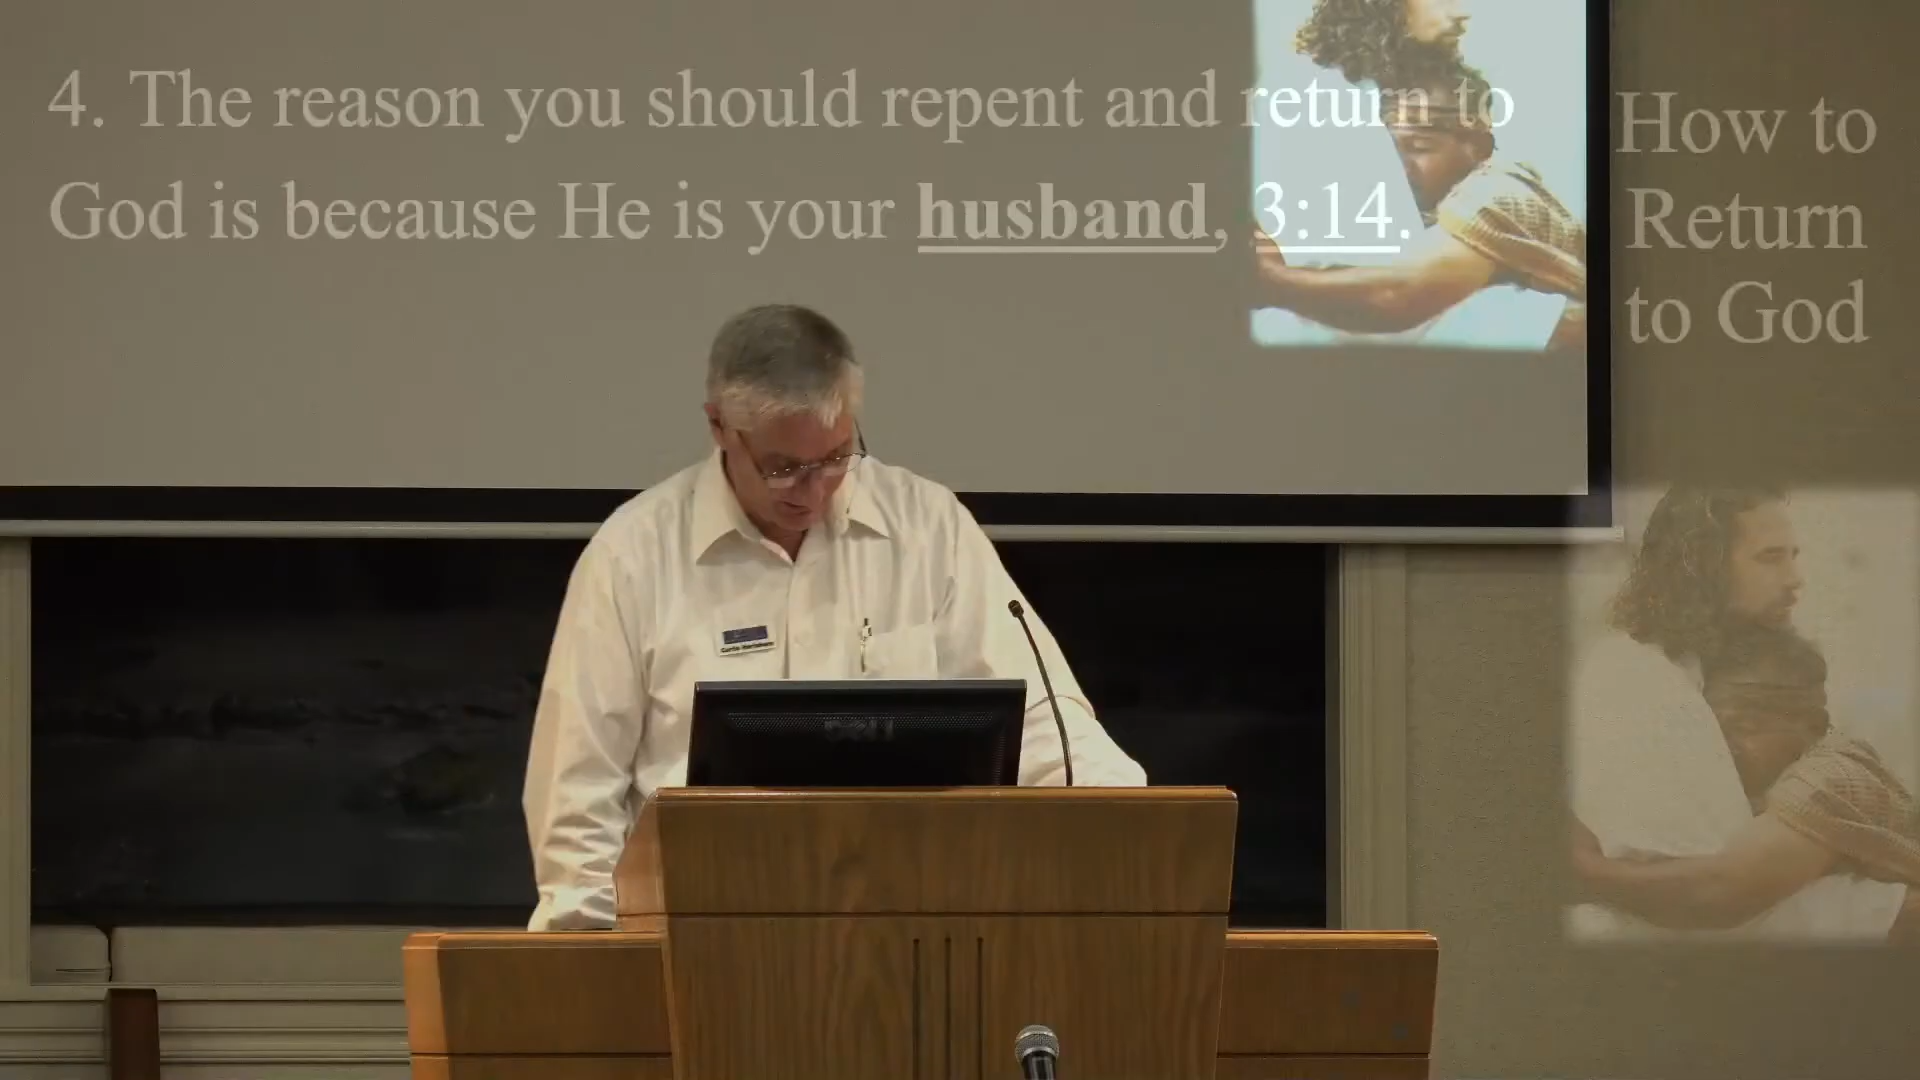 4. The reason you should repent and return to
God is because He is your husband, 3:14.
How to
Return
to God